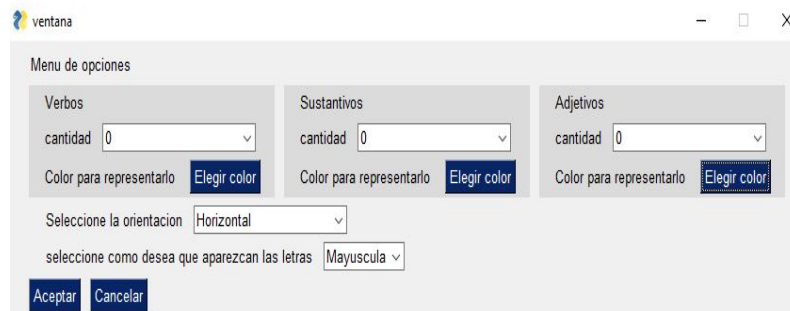 ventana
Menu de opciones
Verbos
cantidad 0
Color para representarlo Elegir color
Sustantivos
cantidad 0
Color para representarlo Elegir color
Adjetivos
cantidad 0
Color para representarlo Elegir color
Seleccione la orientacion Horizontal
seleccione como desea que aparezcan las letras Mayuscula
Aceptar Cancelar